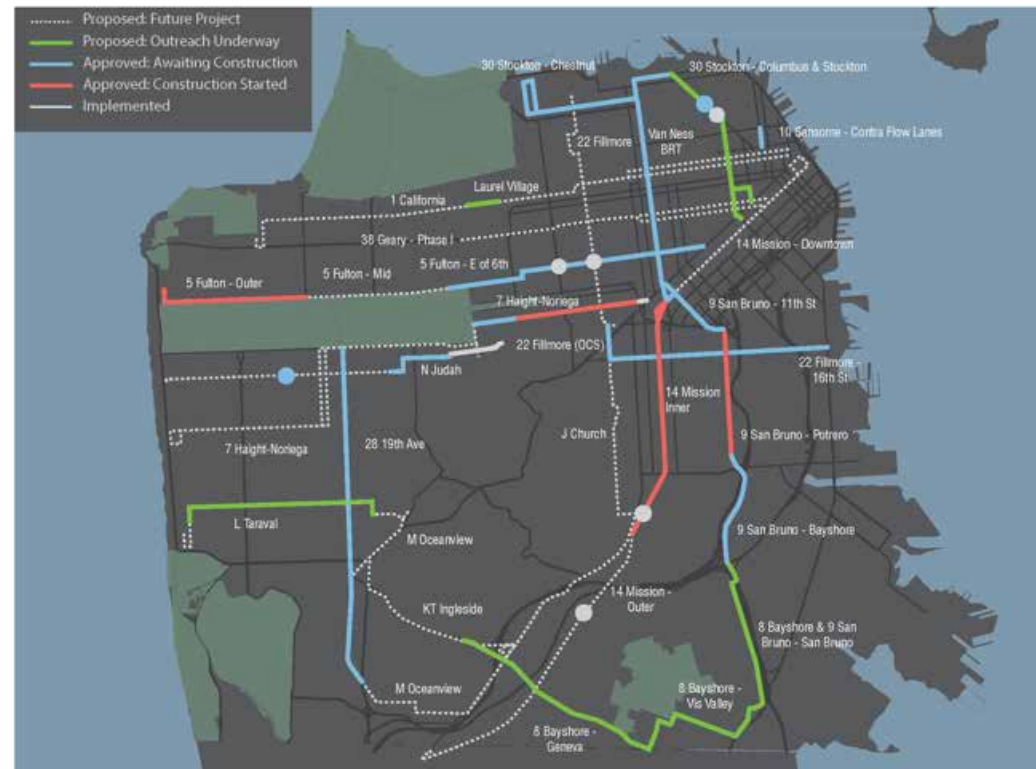 Proposed: Future Project
Proposed: Outreach Underway
Approved: Awaiting Construction
Approved: Construction Started
Implemented
30 Stockton - Chestnut
30 Stockton - Columbus & Stockton
10 Sansome - Contra Flow Lanes
22 Fillmore
Van Ness
BRT
Laurel Village
1 California
38 Geary - Phase I
14 Mission - Downtown
5 Fulton - E of 6th
5 Fulton - Mid
5 Fulton - Outer
7 Haight-Noriega
9 San Bruno - 11th St
22 Fillmore (OCS)
22 Fillmore -
16th St
N Judah
14 Mission
Inner
J Church
9 San Bruno - Potrero
28 19th Ave
7 Haight-Noriega
L Taraval
M Oceanview
9 San Bruno - Bayshore
14 Mission -
Outer
KT Ingleside
8 Bayshore & 9 San
Bruno - San Bruno
M Oceanview
8 Bayshore -
Vis Valley
8 Bayshore -
Geneva